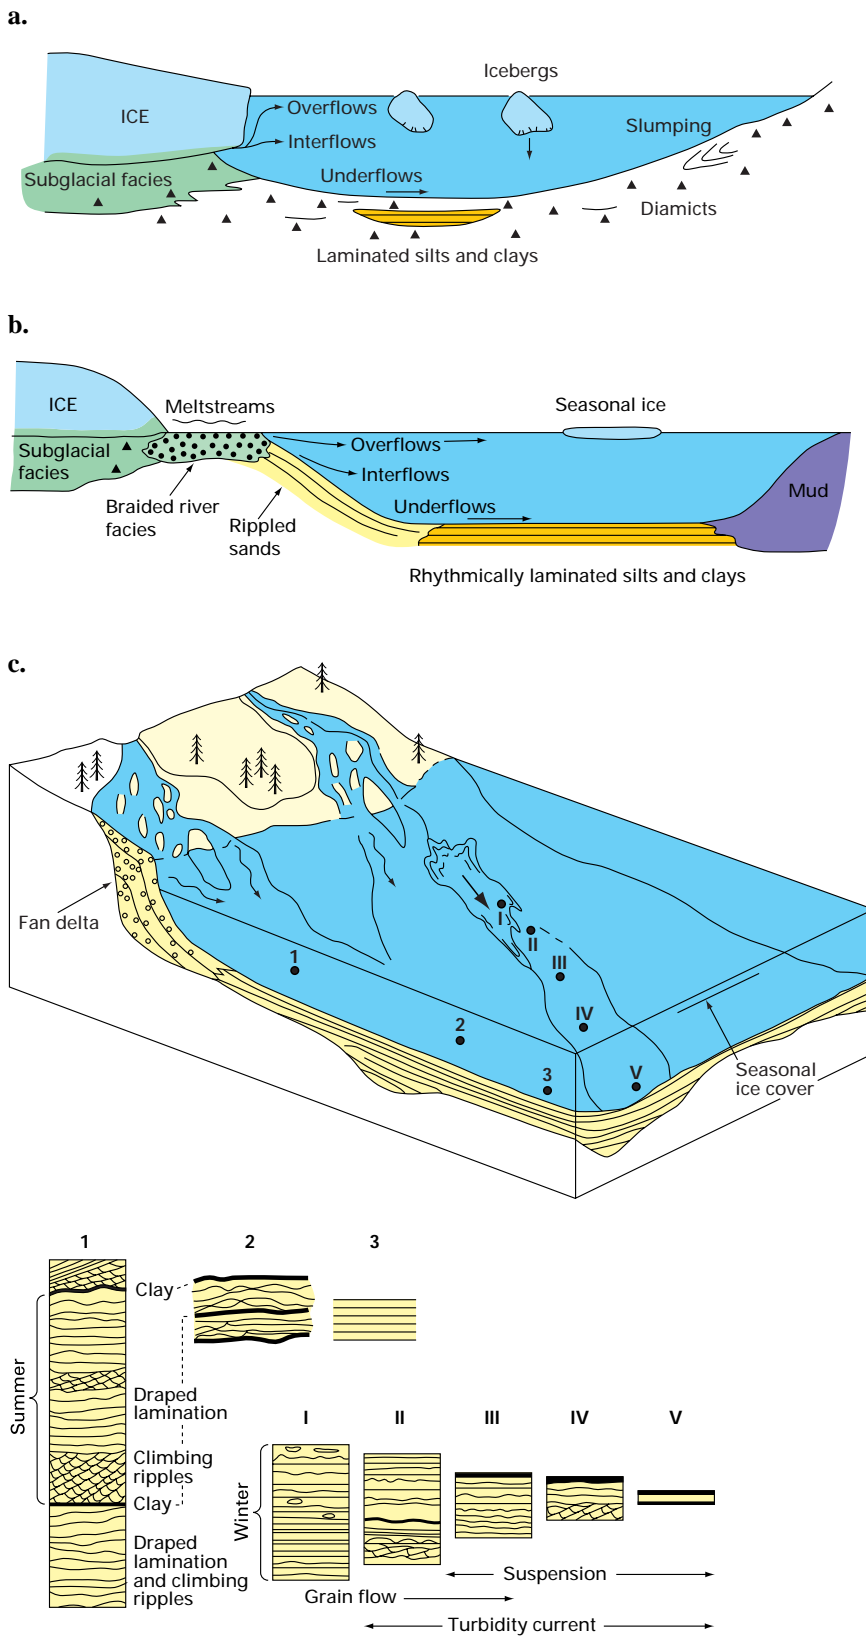 a.
Icebergs
ICE
Overflows
Interflows
Slumping
Subglacial facies
Underflows
Diamicts
Laminated silts and clays
b.
ICE
Meltstreams
Seasonal ice
Subglacial
facies
Overflows
Interflows
Braided river
facies
Rippled
sands
Underflows
Mud
Rhythmically laminated silts and clays
c.
Fan delta
1
2
3
I
II
III
IV
V
Seasonal
ice cover
1
2
3
Clay
Summer
Draped
lamination
Climbing
ripples
Clay
Draped
lamination
and climbing
ripples
I
II
III
IV
V
Winter
Suspension
Grain flow
Turbidity current